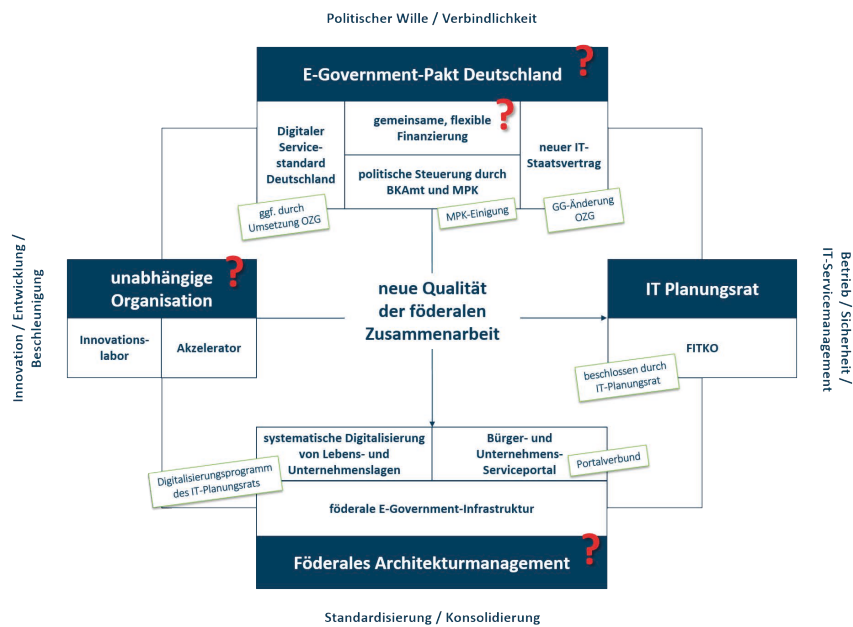 Politischer Wille / Verbindlichkeit
E-Government-Pakt Deutschland
?
Digitaler
Service-
standard
Deutschland
gemeinsame, flexible
Finanzierung
?
politische Steuerung durch
BKAmt und MPK
neuer IT-
Staatsvertrag
ggf. durch
Umsetzung OZG
MPK-Einigung
GG-Änderung
OZG
Innovation / Entwicklung /
Beschleunigung
unabhängige
Organisation
?
Innovations-
labor
Akzelerator
neue Qualität
der föderalen
Zusammenarbeit
IT Planungsrat
FITKO
beschlossen durch
IT-Planungsrat
Betrieb / Sicherheit /
IT-Servicemanagement
systematische Digitalisierung
von Lebens- und
Unternehmenslagen
Bürger- und
Unternehmens-
Serviceportal
Digitalisierungsprogramm
des IT-Planungsrats
Portalverbund
föderale E-Government-Infrastruktur
Föderales Architekturmanagement
?
Standardisierung / Konsolidierung